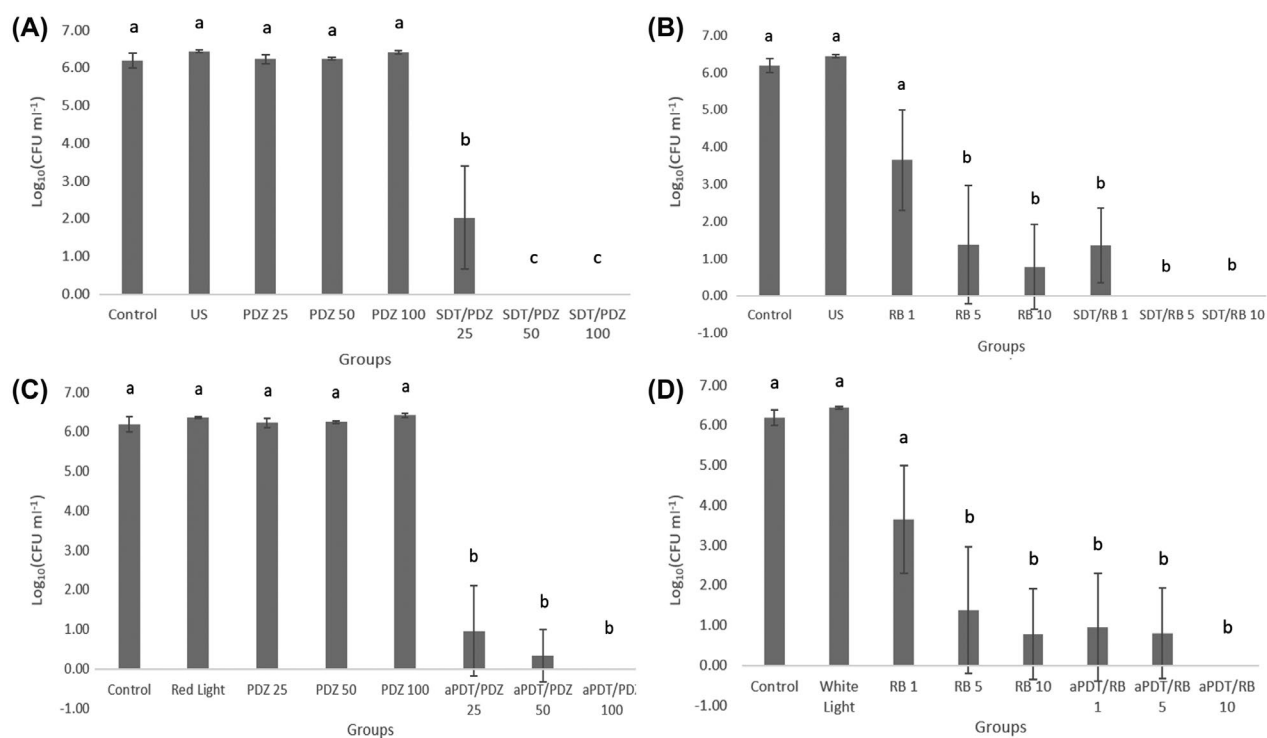 (A)
a a a a a b c c
7.00
6.00
5.00
4.00
3.00
2.00
1.00
0.00
Log10(CFU ml-1)
Control US PDZ 25 PDZ 50 PDZ 100 SDT/PDZ SDT/PDZ SDT/PDZ
25 50 100
Groups
(B)
a a a b b b b b
7.00
6.00
5.00
4.00
3.00
2.00
1.00
0.00
-1.00
Log10(CFU ml-1)
Control US RB 1 RB 5 RB 10 SDT/RB 1 SDT/RB 5 SDT/RB 10
Groups
(C)
a a a a a b b b
7.00
6.00
5.00
4.00
3.00
2.00
1.00
0.00
-1.00
Log10(CFU ml-1)
Control Red Light PDZ 25 PDZ 50 PDZ 100 aPDT/PDZ aPDT/PDZ aPDT/PD
25 50 100
Groups
(D)
a a a b b b b b
7.00
6.00
5.00
4.00
3.00
2.00
1.00
0.00
-1.00
Log10(CFU ml-1)
Control White RB 1 RB 5 RB 10 aPDT/RB aPDT/RB aPDT/RB
Light 1 5 10
Groups